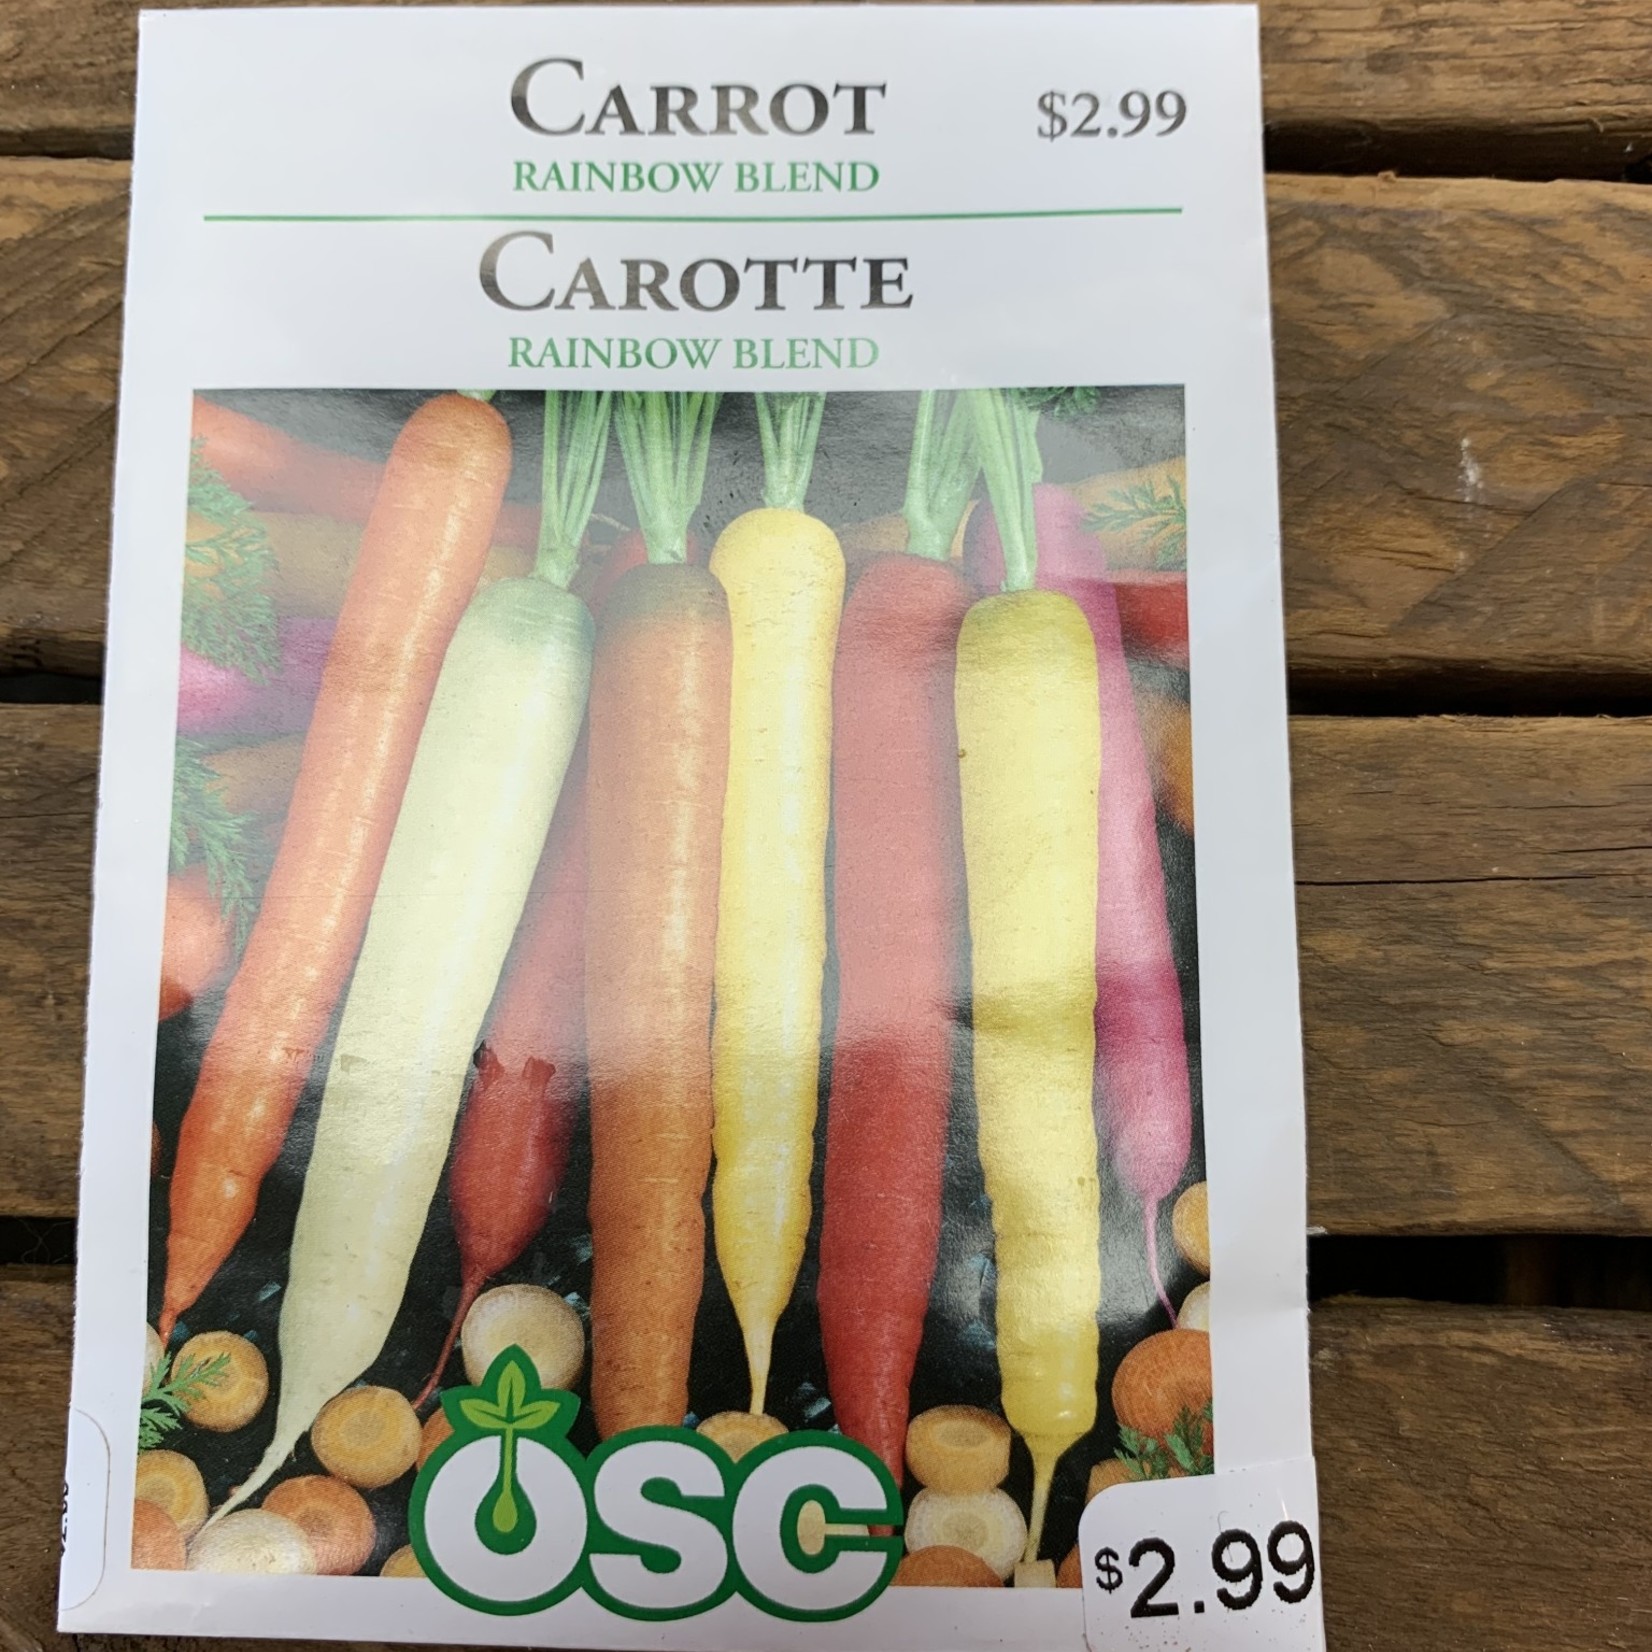 CARROT
$2.99
RAINBOW BLEND
CAROTTE
RAINBOW BLEND
OSC
$2.99